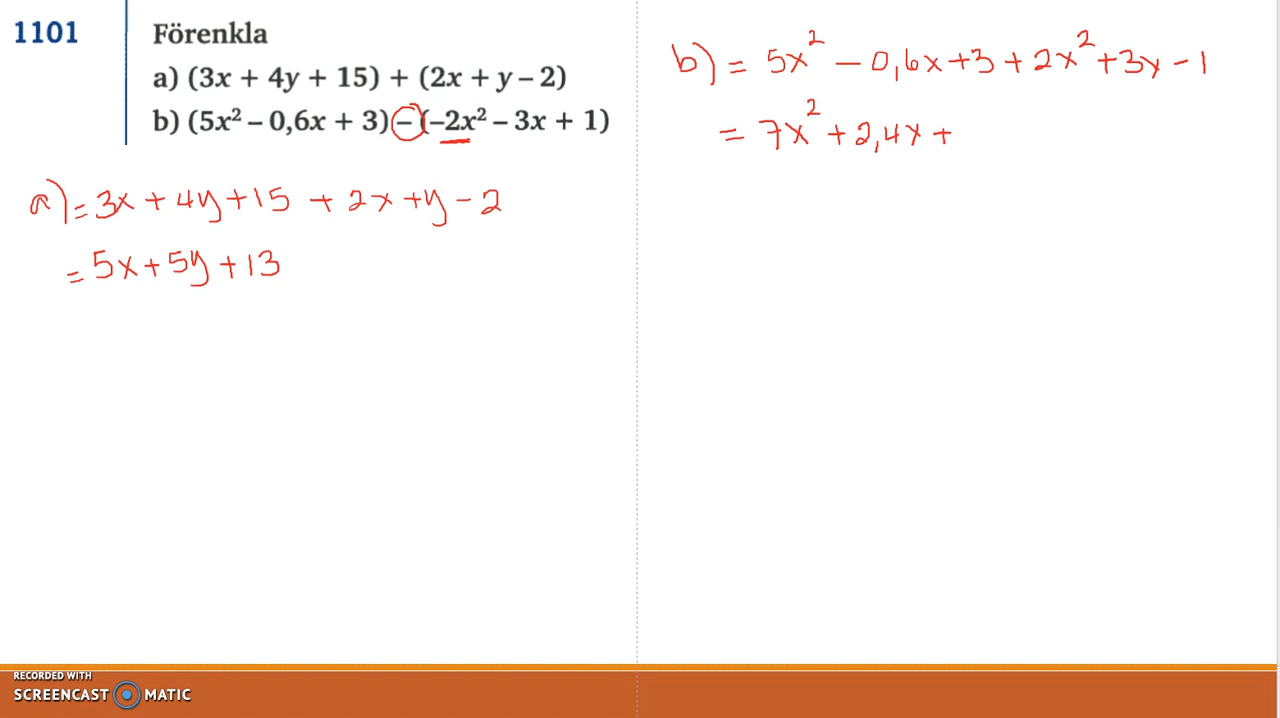 1101
Förenkla
a) (3x + 4y + 15) + (2x + y – 2)
b) (5x² – 0,6x + 3) – (–2x² – 3x + 1)
a) = 3x + 4y + 15 + 2x + y - 2
= 5x + 5y + 13
b) = 5x² - 0,6x + 3 + 2x² + 3x - 1
= 7x² + 2,4x +
RECORDED WITH
SCREENCAST MATIC